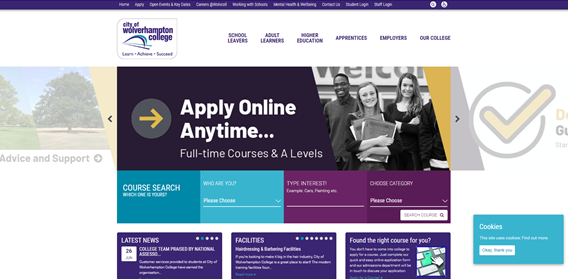 Home Apply Open Events & Key Dates Careers @Wolvcoll Working with Schools Mental Health & Wellbeing Contact Us Student Login Staff Login
city of
wolverhampton
college
Learn • Achieve • Succeed
SCHOOL
LEAVERS
ADULT
LEARNERS
HIGHER
EDUCATION
APPRENTICES
EMPLOYERS
OUR COLLEGE
Welcom
Apply Online
Anytime...
Full-time Courses & A Levels
Advice and Support
De
Gu
Star
COURSE SEARCH
WHICH ONE IS YOURS?
WHO ARE YOU?
Please Choose
TYPE INTEREST!
Example. Cars, Painting etc.
CHOOSE CATEGORY
Please Choose
SEARCH COURSE
LATEST NEWS
26
JUN
COLLEGE TEAM PRAISED BY NATIONAL
ASSESSO...
Customer services provided to students at City of
Wolverhampton College have earned the
organisation...
FACILITIES
Hairdressing & Barbering Facilities
If you're looking to make it big in the hair industry, City of
Wolverhampton College is a great place to start! The modern
training facilities
Found the right course for you?
You don't have to come into college to
apply for a course. Just complete our
quick and easy online application form
and our admissions department will be
in touch to discuss your application
Cookies
This site uses cookies: Find out more.
Okay, thank you